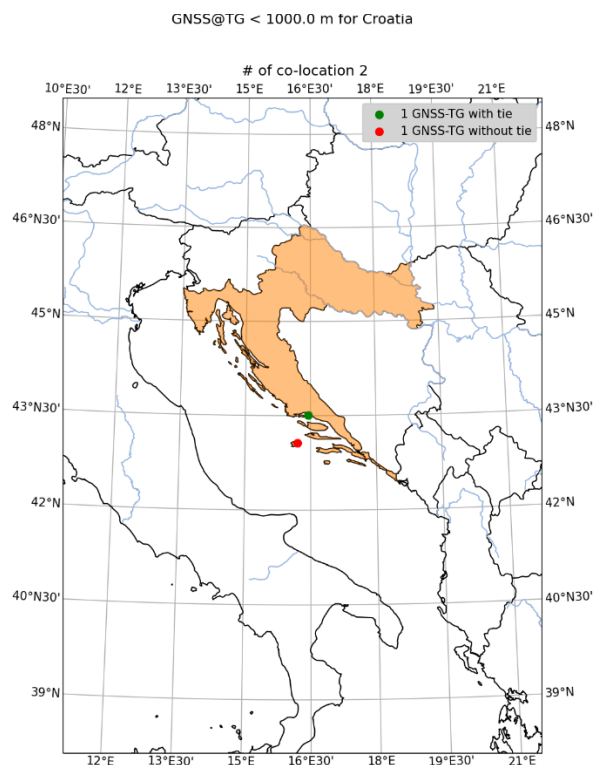 GNSS@TG < 1000.0 m for Croatia
# of co-location 2
10°E30' 12°E 13°E30' 15°E 16°E30' 18°E 19°E30' 21°E
1 GNSS-TG with tie
1 GNSS-TG without tie
48°N 48°N
46°N30' 46°N30'
45°N 45°N
43°N30' 43°N30'
42°N 42°N
40°N30' 40°N30'
39°N 39°N
12°E 13°E30' 15°E 16°E30' 18°E 19°E30' 21°E